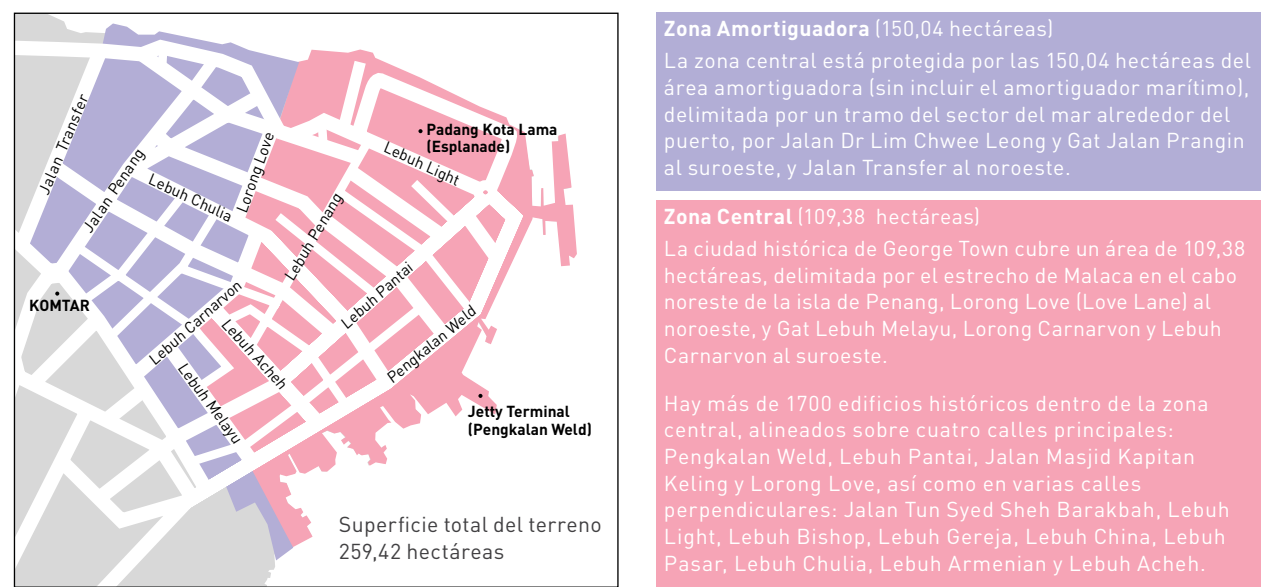 Jalan Transfer
Jalan Penang
Lebuh Chulia
Lorong Love
• Padang Kota Lama
(Esplanade)
Lebuh Light
Lebuh Penang
KOMTAR
Lebuh Carnarvon
Lebuh Pantai
Lebuh Acheh
Pengkalan Weld
Lebuh Melayu
Jetty Terminal
(Pengkalan Weld)
Superficie total del terreno
259,42 hectáreas
Zona Amortiguadora (150,04 hectáreas)
La zona central está protegida por las 150,04 hectáreas del
área amortiguadora (sin incluir el amortiguador marítimo),
delimitada por un tramo del sector del mar alrededor del
puerto, por Jalan Dr Lim Chwee Leong y Gat Jalan Prangin
al suroeste, y Jalan Transfer al noroeste.
Zona Central (109,38 hectáreas)
La ciudad histórica de George Town cubre un área de 109,38
hectáreas, delimitada por el estrecho de Malaca en el cabo
noreste de la isla de Penang, Lorong Love (Love Lane) al
noroeste, y Gat Lebuh Melayu, Lorong Carnarvon y Lebuh
Carnarvon al suroeste.
Hay más de 1700 edificios históricos dentro de la zona
central, alineados sobre cuatro calles principales:
Pengkalan Weld, Lebuh Pantai, Jalan Masjid Kapitan
Keling y Lorong Love, así como en varias calles
perpendiculares: Jalan Tun Syed Sheh Barakbah, Lebuh
Light, Lebuh Bishop, Lebuh Gereja, Lebuh China, Lebuh
Pasar, Lebuh Chulia, Lebuh Armenian y Lebuh Acheh.